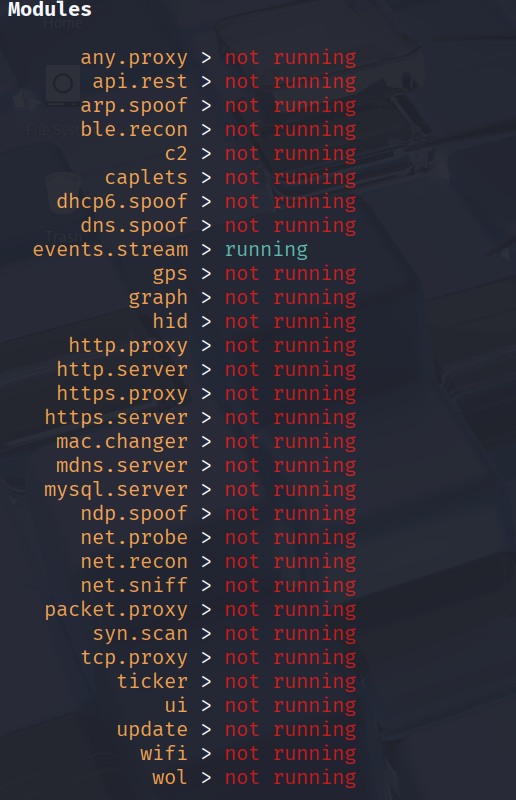 Modules
any.proxy > not running
api.rest > not running
arp.spoof > not running
ble.recon > not running
c2 > not running
caplets > not running
dhcp6.spoof > not running
dns.spoof > not running
events.stream > running
gps > not running
graph > not running
hid > not running
http.proxy > not running
http.server > not running
https.proxy > not running
https.server > not running
mac.changer > not running
mdns.server > not running
mysql.server > not running
ndp.spoof > not running
net.probe > not running
net.recon > not running
net.sniff > not running
packet.proxy > not running
syn.scan > not running
tcp.proxy > not running
ticker > not running
ui > not running
update > not running
wifi > not running
wol > not running
Home
Trash